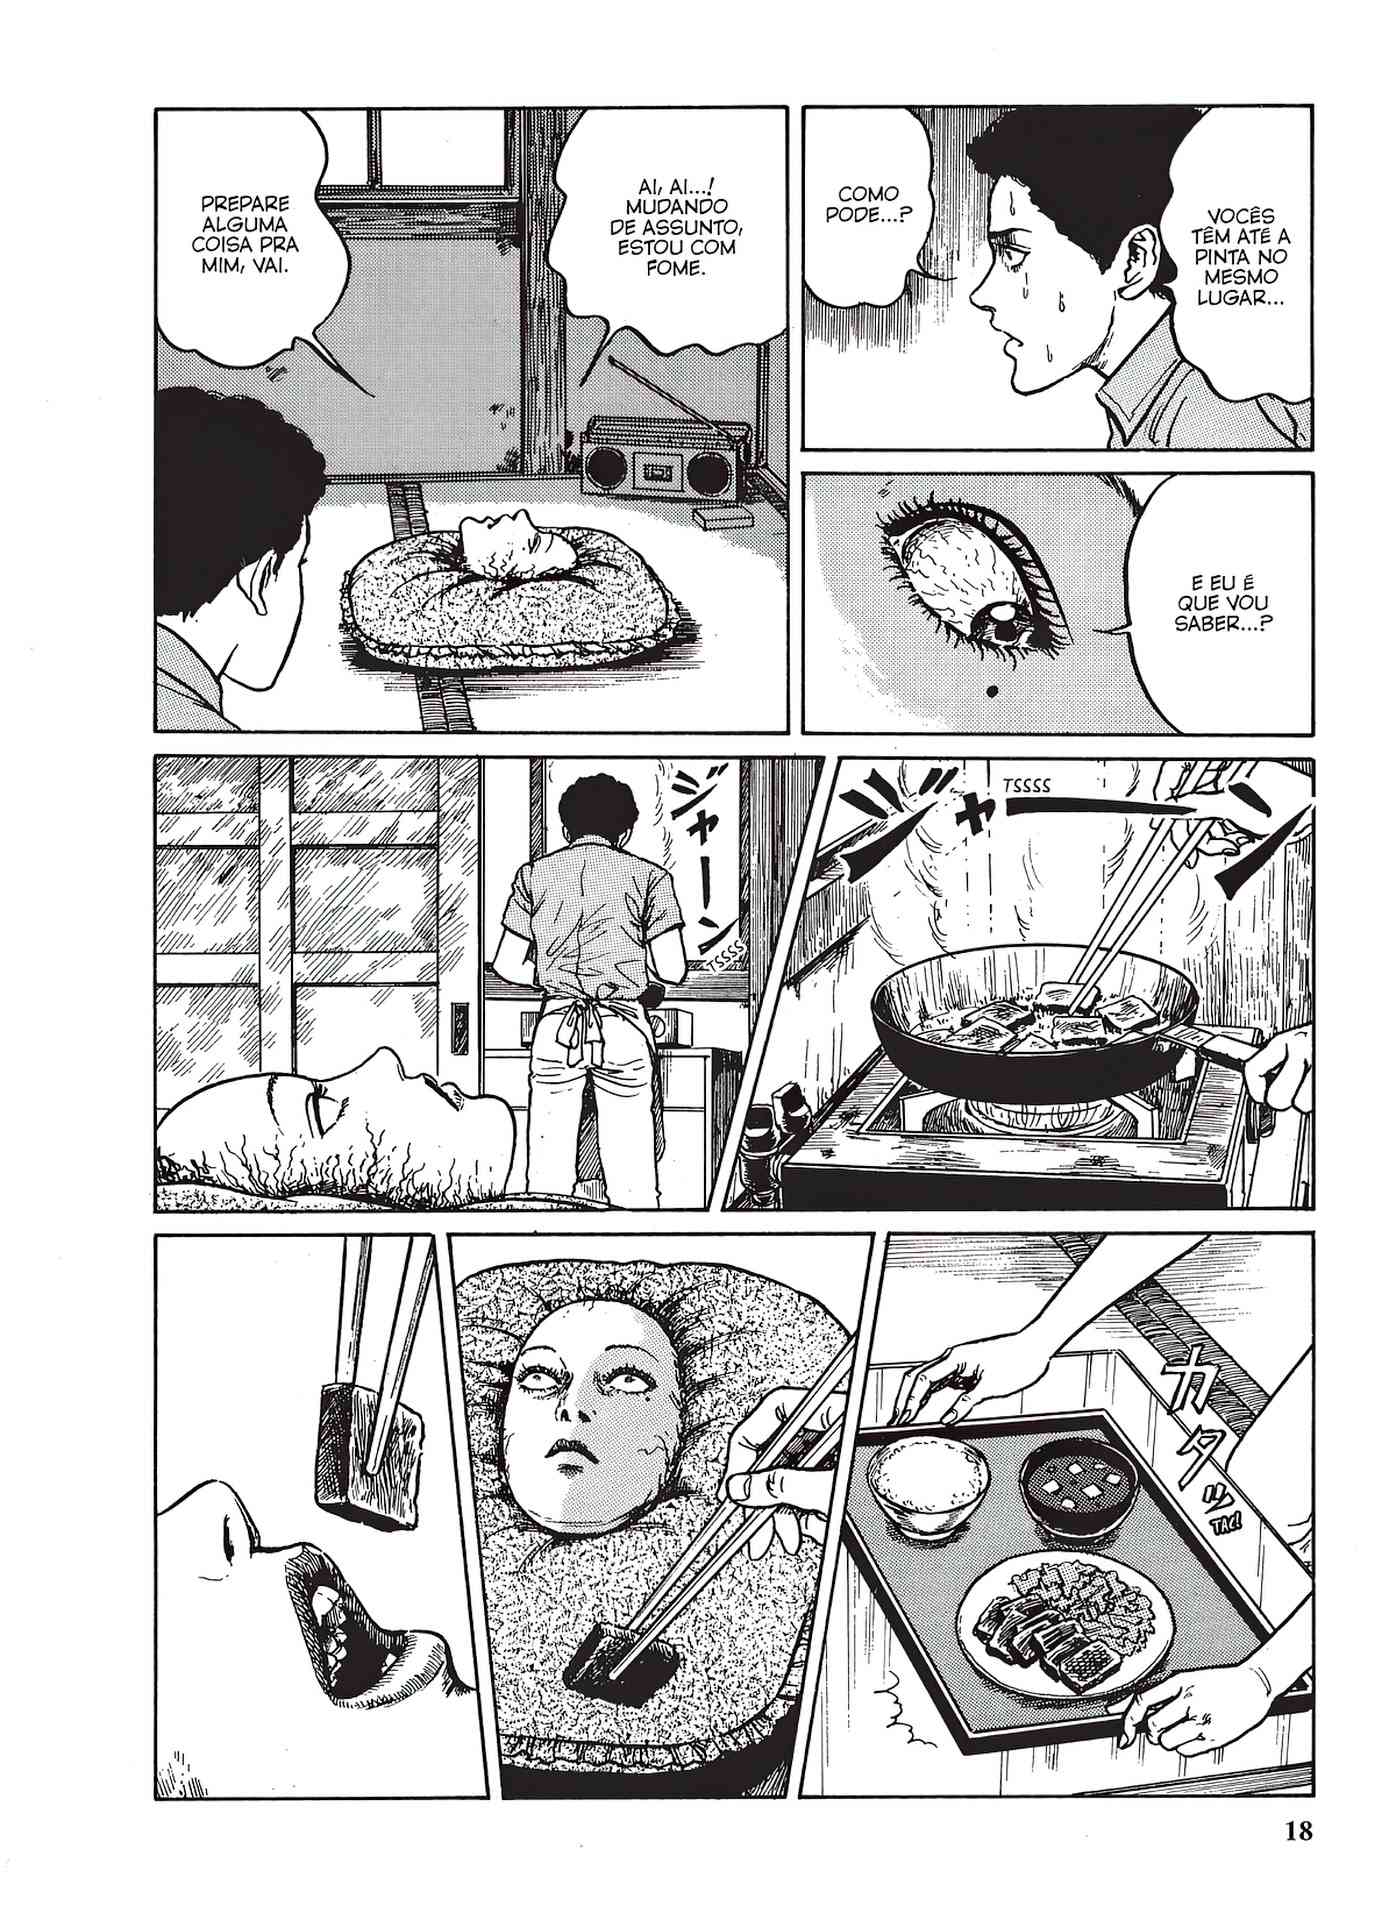 VOCÊS
TÊM ATÉ A
PINTA NO
MESMO
LUGAR...
COMO
PODE...?
E EU É
QUE VOU
SABER...?
AI, AI...!
MUDANDO
DE ASSUNTO,
ESTOU COM
FOME.
PREPARE
ALGUMA
COISA PRA
MIM, VAI.
ジャーッ
TSSSS
ジャーン
TSSSS
カタッ
TAC!
18